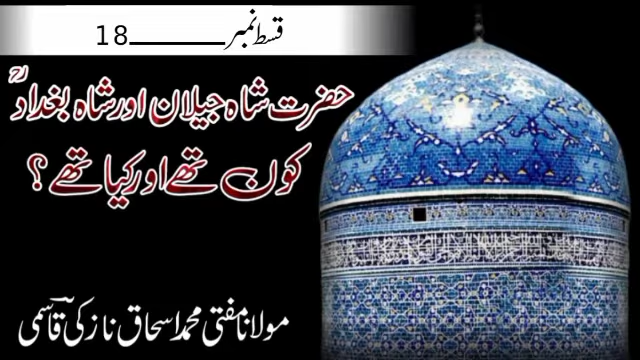 قسط نمبر ـــــــــ 18
حضرت شاہ جیلان اور شاہ بغدادؒ
کون تھے اور کیا تھے ؟
مولانا مفتی محمد اسحاق نازکی قاسمی